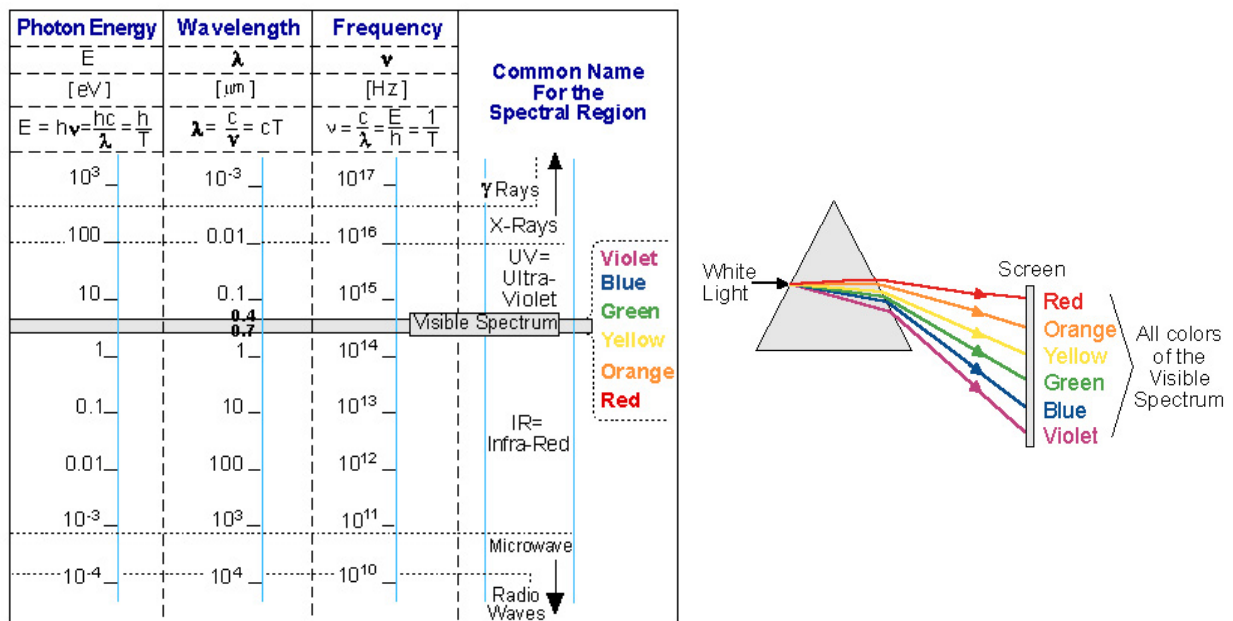 Photon Energy Wavelength Frequency
E λ ν
[eV] [μm] [Hz]
Common Name
For the
Spectral Region
E = hν = hc/λ = h/T λ = c/ν = cT ν = c/λ = E/h = 1/T
10³ 10⁻³ 10¹⁷
γ Rays
X-Rays
100 0.01 10¹⁶
UV=
Ultra-
Violet
10 0.1 10¹⁵
0.4
0.7
Visible Spectrum
1 1 10¹⁴
0.1 10 10¹³
IR=
Infra-Red
0.01 100 10¹²
10⁻³ 10³ 10¹¹
Microwave
10⁻⁴ 10⁴ 10¹⁰
Radio
Waves
Violet
Blue
Green
Yellow
Orange
Red
White
Light
Screen
Red
Orange
Yellow
Green
Blue
Violet
All colors
of the
Visible
Spectrum